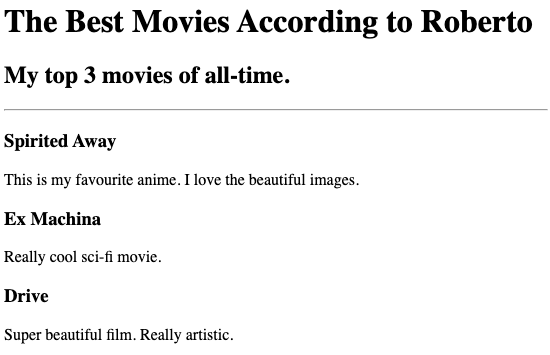 The Best Movies According to Roberto
My top 3 movies of all-time.
Spirited Away
This is my favourite anime. I love the beautiful images.
Ex Machina
Really cool sci-fi movie.
Drive
Super beautiful film. Really artistic.